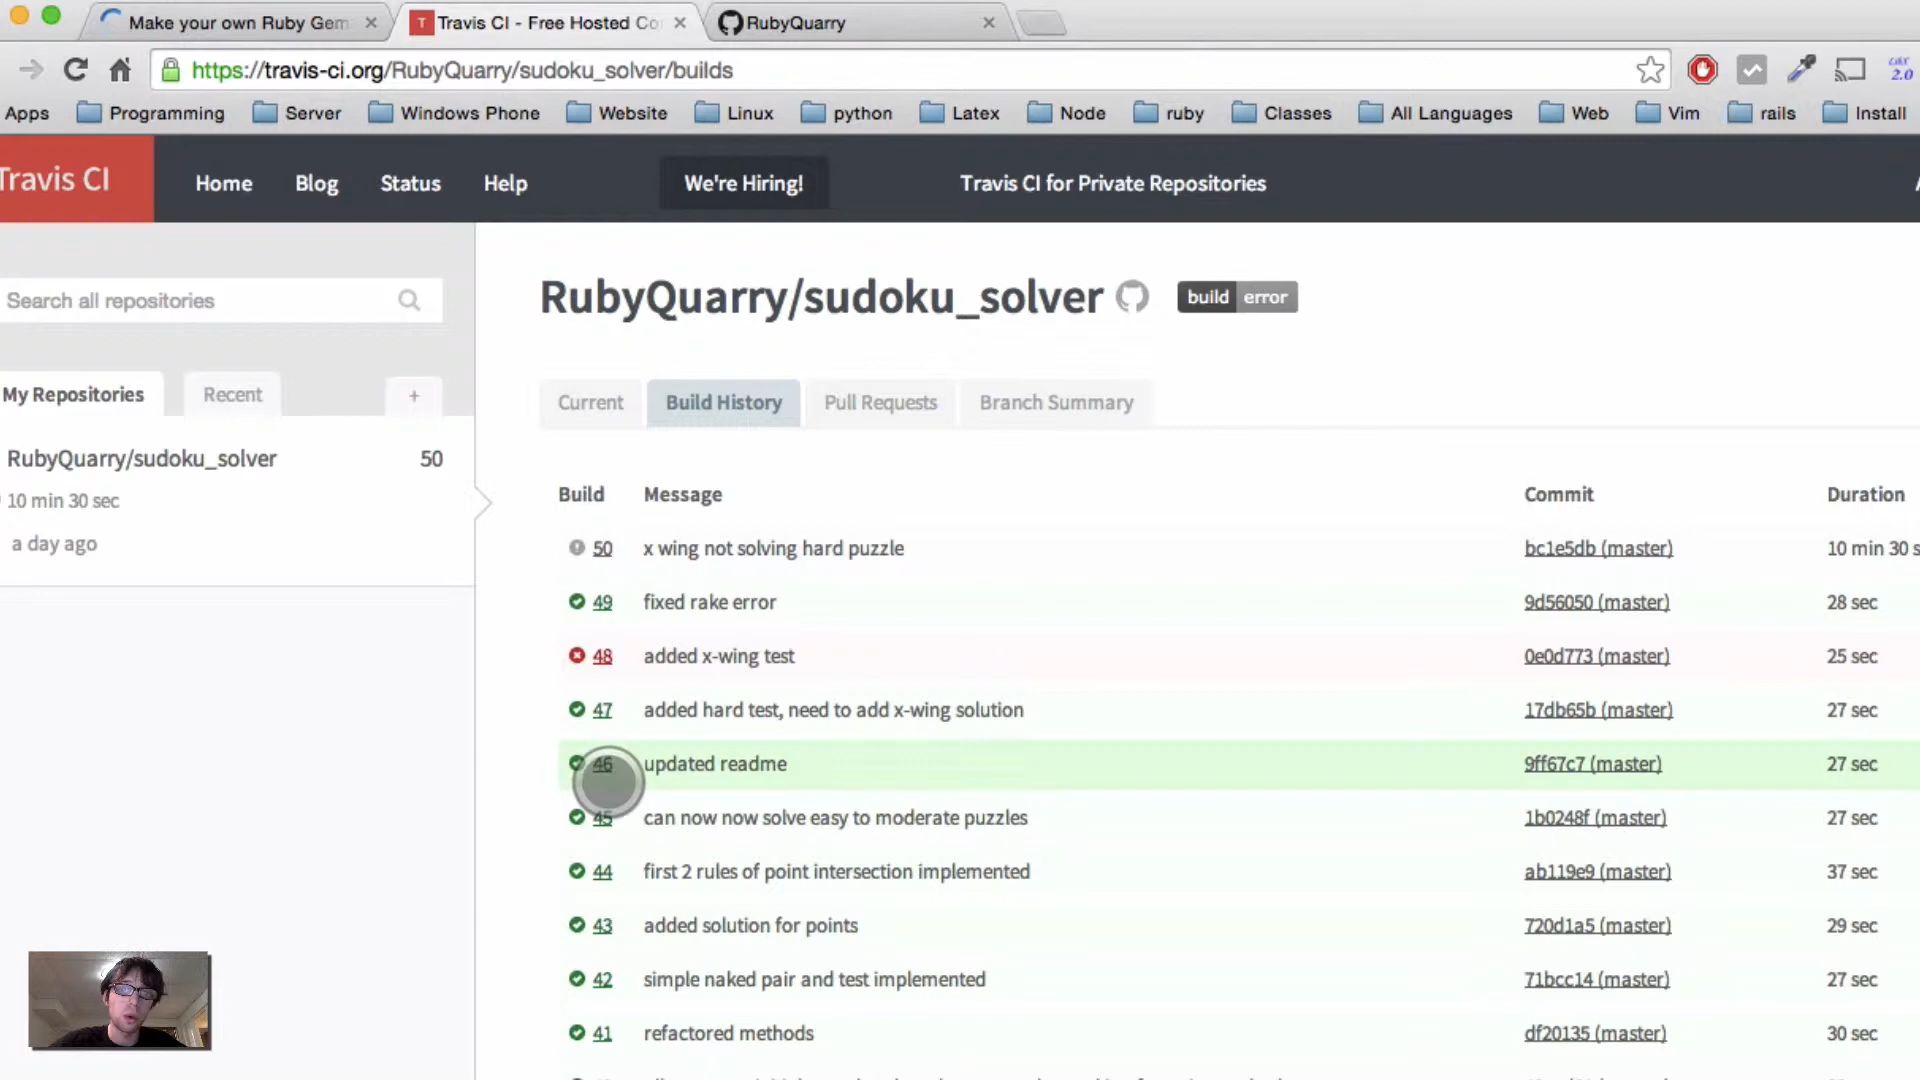 Make your own Ruby Gem
Travis CI - Free Hosted Co
RubyQuarry
https://travis-ci.org/RubyQuarry/sudoku_solver/builds
2.0
Apps Programming Server Windows Phone Website Linux python Latex Node ruby Classes All Languages Web Vim rails Install
Travis CI Home Blog Status Help We're Hiring! Travis CI for Private Repositories
Search all repositories
RubyQuarry/sudoku_solver build error
My Repositories Recent +
Current Build History Pull Requests Branch Summary
RubyQuarry/sudoku_solver 50
10 min 30 sec
a day ago
Build Message Commit Duration
50 x wing not solving hard puzzle bc1e5db (master) 10 min 30 s
49 fixed rake error 9d56050 (master) 28 sec
48 added x-wing test 0e0d773 (master) 25 sec
47 added hard test, need to add x-wing solution 17db65b (master) 27 sec
46 updated readme 9ff67c7 (master) 27 sec
45 can now now solve easy to moderate puzzles 1b0248f (master) 27 sec
44 first 2 rules of point intersection implemented ab119e9 (master) 37 sec
43 added solution for points 720d1a5 (master) 29 sec
42 simple naked pair and test implemented 71bcc14 (master) 27 sec
41 refactored methods df20135 (master) 30 sec